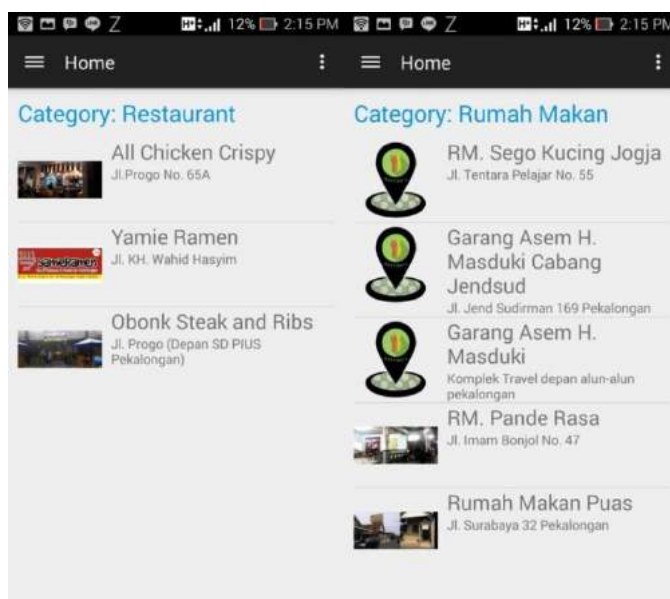 Z 12% 2:15 PM
Home
Category: Restaurant
All Chicken Crispy
Jl.Progo No. 65A
Yamie Ramen
Jl. KH. Wahid Hasyim
Obonk Steak and Ribs
Jl. Progo (Depan SD PIUS
Pekalongan)
Z 12% 2:15 PM
Home
Category: Rumah Makan
RM. Sego Kucing Jogja
Jl. Tentara Pelajar No. 55
Garang Asem H.
Masduki Cabang
Jendsud
Jl. Jend Sudirman 169 Pekalongan
Garang Asem H.
Masduki
Komplek Travel depan alun-alun
pekalongan
RM. Pande Rasa
Jl. Imam Bonjol No. 47
Rumah Makan Puas
Jl. Surabaya 32 Pekalongan